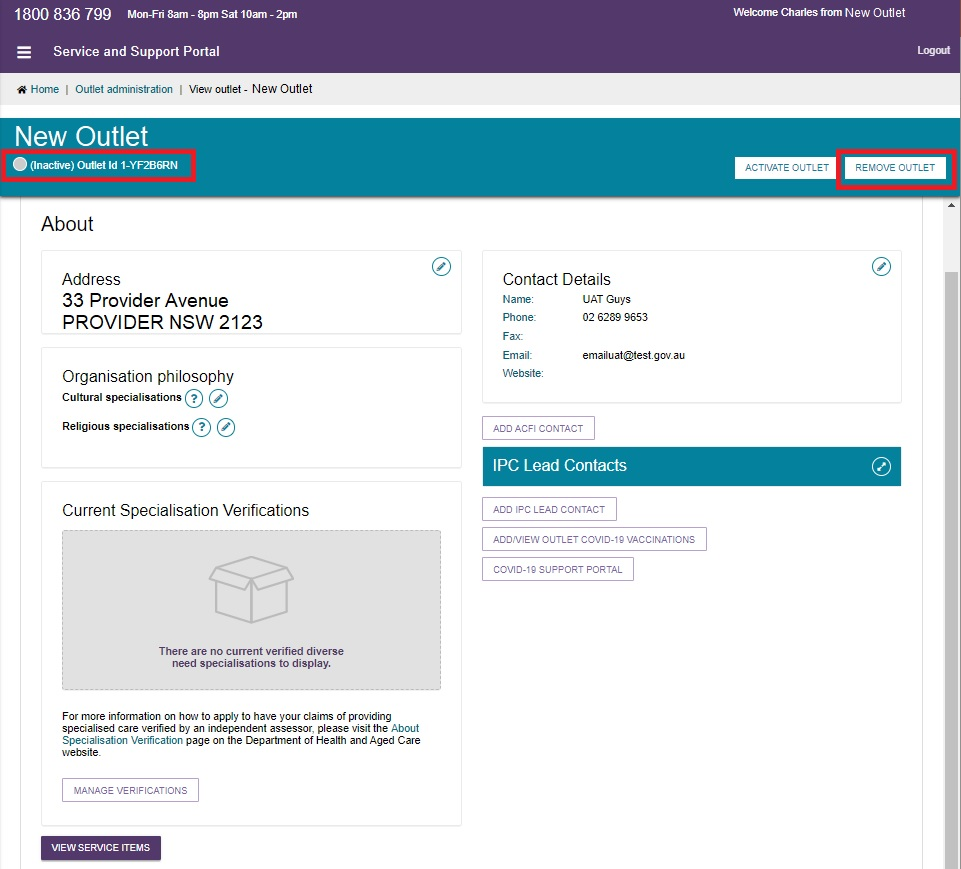 1800 836 799 Mon-Fri 8am - 8pm Sat 10am - 2pm
Welcome Charles from New Outlet
Service and Support Portal
Logout
Home | Outlet administration | View outlet - New Outlet
New Outlet
(Inactive) Outlet Id 1-YF2B6RN
ACTIVATE OUTLET
REMOVE OUTLET
About
Address
33 Provider Avenue
PROVIDER NSW 2123
Organisation philosophy
Cultural specialisations ?
Religious specialisations ?
Current Specialisation Verifications
There are no current verified diverse
need specialisations to display.
For more information on how to apply to have your claims of providing
specialised care verified by an independent assessor, please visit the About
Specialisation Verification page on the Department of Health and Aged Care
website.
MANAGE VERIFICATIONS
VIEW SERVICE ITEMS
Contact Details
Name: UAT Guys
Phone: 02 6289 9653
Fax:
Email: emailuat@test.gov.au
Website:
ADD ACFI CONTACT
IPC Lead Contacts
ADD IPC LEAD CONTACT
ADD/VIEW OUTLET COVID-19 VACCINATIONS
COVID-19 SUPPORT PORTAL